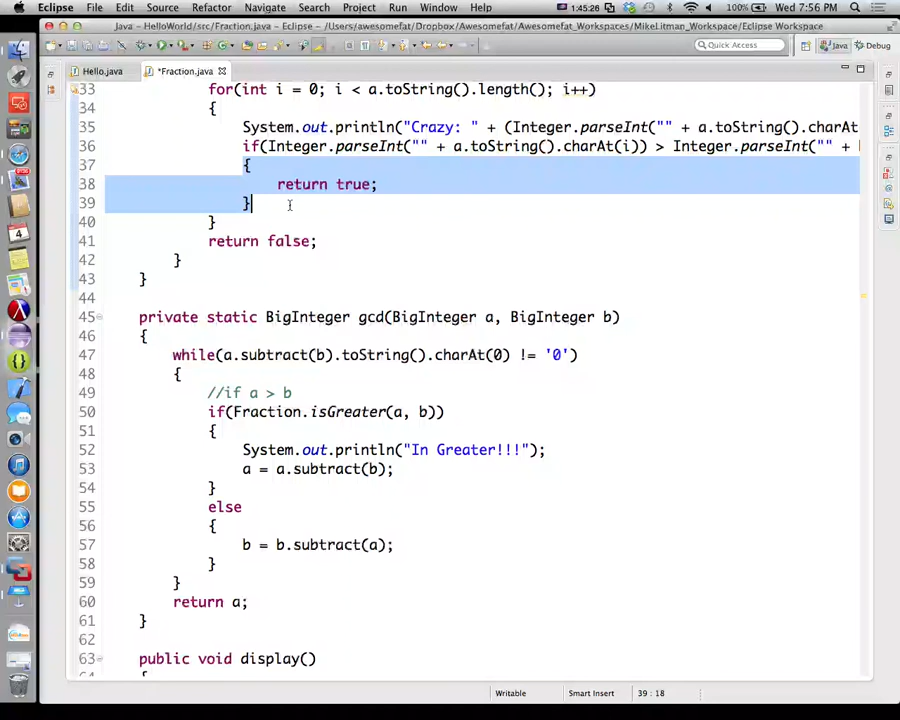 Eclipse File Edit Source Refactor Navigate Search Project Run Window Help 1:45:26 100% Wed 7:56 PM
Java - HelloWorld/src/Fraction.java - Eclipse - /Users/awesomefat/Dropbox/Awesomefat_Workspaces/MikeLitman_Workspace/Eclipse Workspace
Quick Access Java Debug
Hello.java *Fraction.java
33 for(int i = 0; i < a.toString().length(); i++)
34 {
35 System.out.println("Crazy: " + (Integer.parseInt("" + a.toString().charAt
36 if(Integer.parseInt("" + a.toString().charAt(i)) > Integer.parseInt("" +
37 {
38 return true;
39 }
40 }
41 return false;
42 }
43 }
44
45 private static BigInteger gcd(BigInteger a, BigInteger b)
46 {
47 while(a.subtract(b).toString().charAt(0) != '0')
48 {
49 //if a > b
50 if(Fraction.isGreater(a, b))
51 {
52 System.out.println("In Greater!!!");
53 a = a.subtract(b);
54 }
55 else
56 {
57 b = b.subtract(a);
58 }
59 }
60 return a;
61 }
62
63 public void display()
Writable Smart Insert 39 : 18